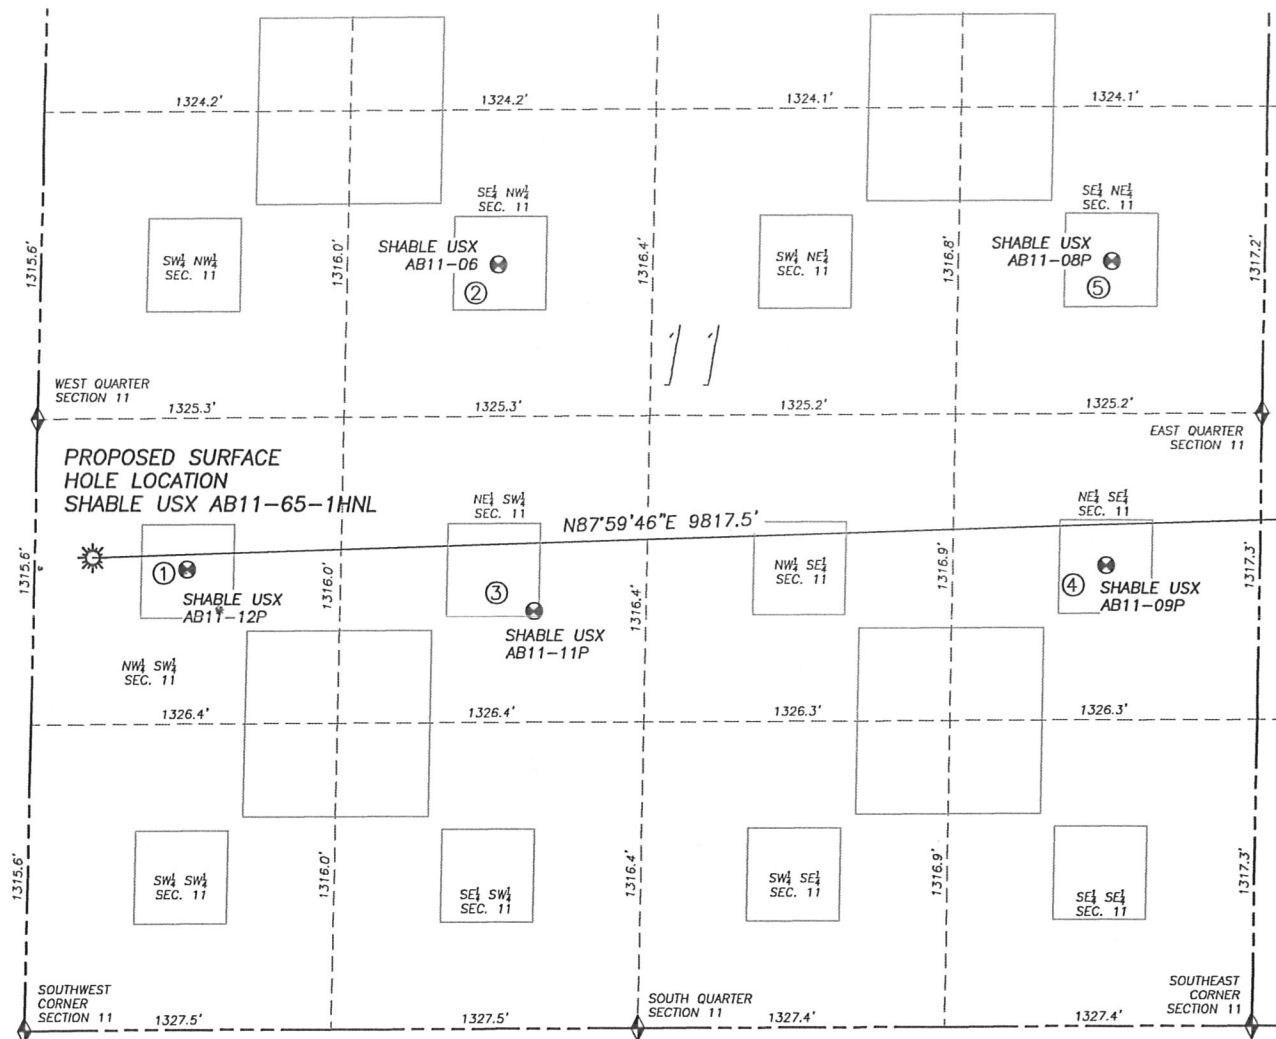 1324.2'
1324.2'
1324.1'
1324.1'
SE¼ NW¼
SEC. 11
SE¼ NE¼
SEC. 11
1315.6'
SW¼ NW¼
SEC. 11
1316.0'
SHABLE USX
AB11-06
②
1316.4'
SW¼ NE¼
SEC. 11
1316.8'
SHABLE USX
AB11-08P
⑤
1317.2'
11
WEST QUARTER
SECTION 11
1325.3'
1325.3'
1325.2'
1325.2'
EAST QUARTER
SECTION 11
PROPOSED SURFACE
HOLE LOCATION
SHABLE USX AB11-65-1HNL
NE¼ SW¼
SEC. 11
N87°59'46"E 9817.5'
NE¼ SE¼
SEC. 11
1315.6'
①
SHABLE USX
AB11-12P
1316.0'
③
SHABLE USX
AB11-11P
1316.4'
NW¼ SE¼
SEC. 11
1316.9'
④
SHABLE USX
AB11-09P
1317.3'
NW¼ SW¼
SEC. 11
1326.4'
1326.4'
1326.3'
1326.3'
1315.6'
SW¼ SW¼
SEC. 11
1316.0'
SE¼ SW¼
SEC. 11
1316.4'
SW¼ SE¼
SEC. 11
1316.9'
SE¼ SE¼
SEC. 11
1317.3'
SOUTHWEST
CORNER
SECTION 11
1327.5'
1327.5'
SOUTH QUARTER
SECTION 11
1327.4'
1327.4'
SOUTHEAST
CORNER
SECTION 11